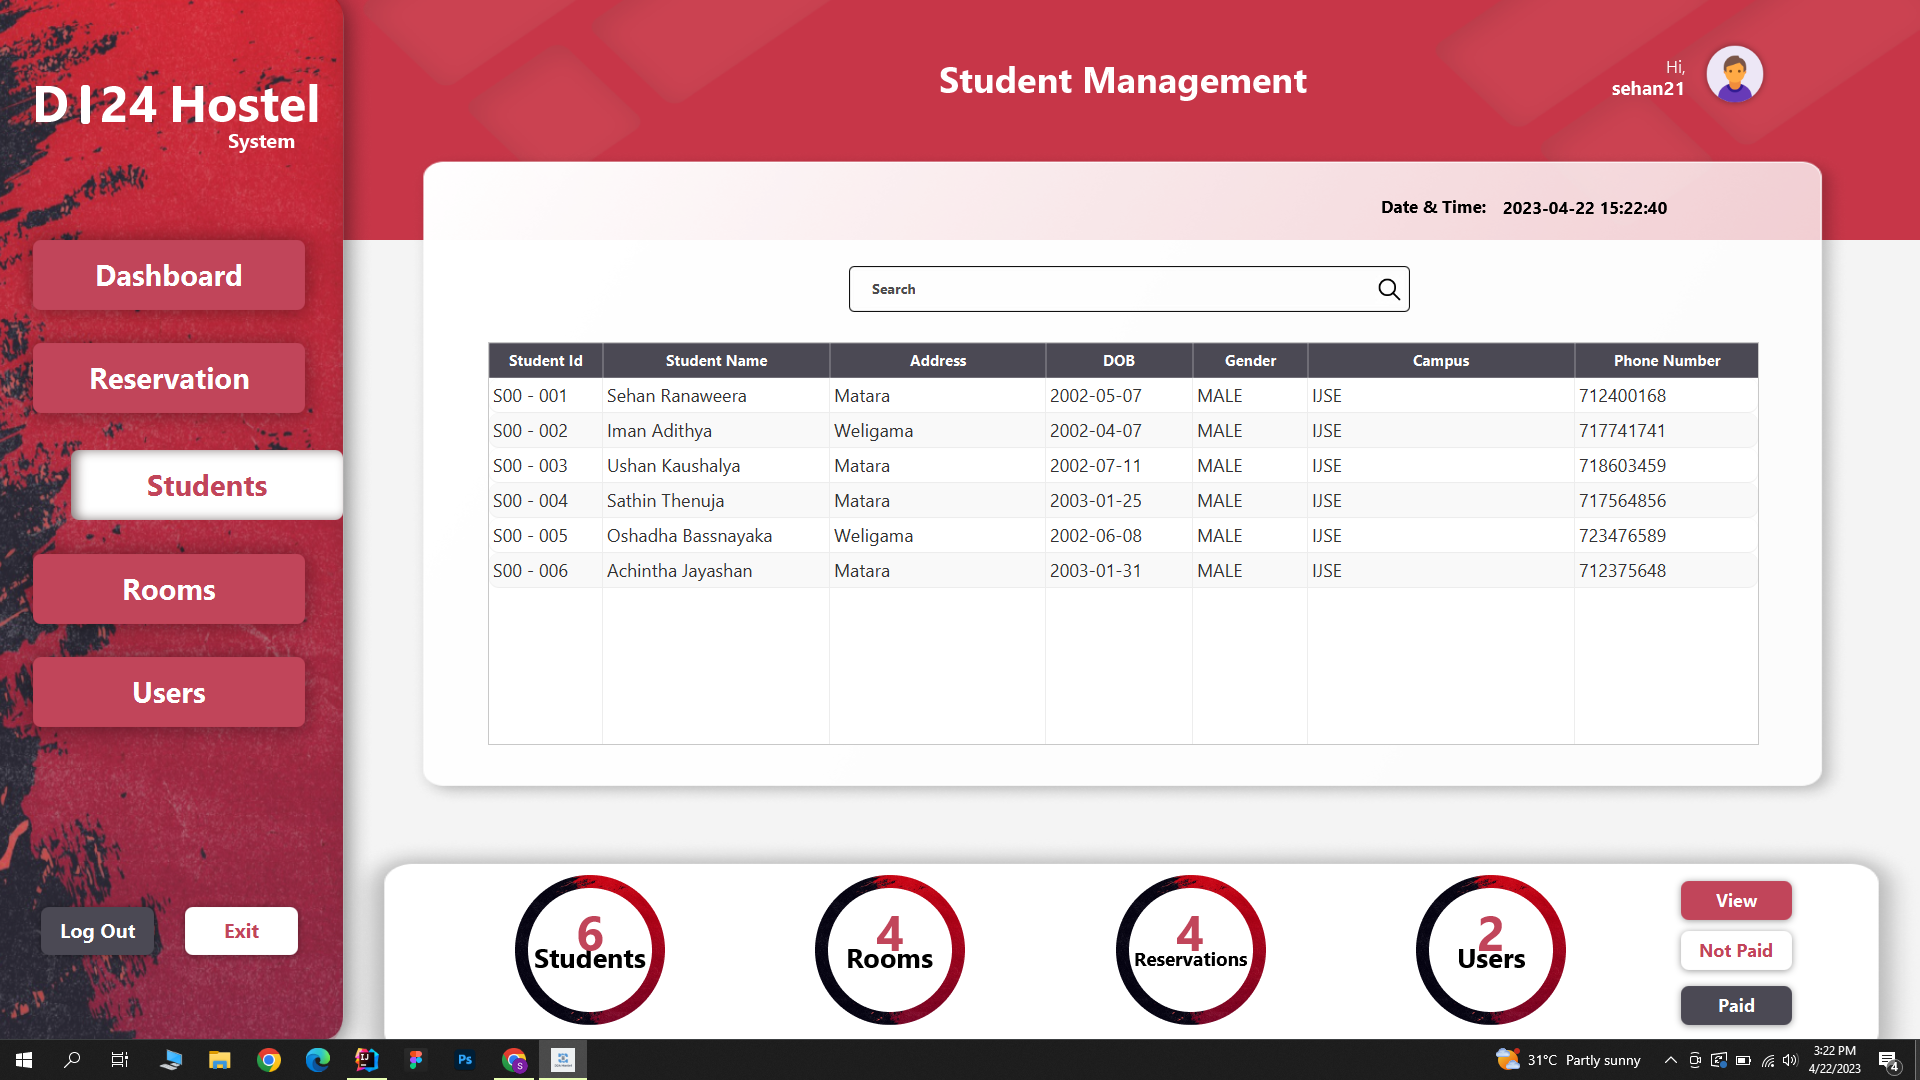 D|24 Hostel
System
Dashboard
Reservation
Students
Rooms
Users
Log Out
Exit
Student Management
Hi,
sehan21
Date & Time: 2023-04-22 15:22:40
Search
Student Id Student Name Address DOB Gender Campus Phone Number
S00 - 001 Sehan Ranaweera Matara 2002-05-07 MALE IJSE 712400168
S00 - 002 Iman Adithya Weligama 2002-04-07 MALE IJSE 717741741
S00 - 003 Ushan Kaushalya Matara 2002-07-11 MALE IJSE 718603459
S00 - 004 Sathin Thenuja Matara 2003-01-25 MALE IJSE 717564856
S00 - 005 Oshadha Bassnayaka Weligama 2002-06-08 MALE IJSE 723476589
S00 - 006 Achintha Jayashan Matara 2003-01-31 MALE IJSE 712375648
6
Students
4
Rooms
4
Reservations
2
Users
View
Not Paid
Paid
IJ
Ps
S
31°C Partly sunny
3:22 PM
4/22/2023
4